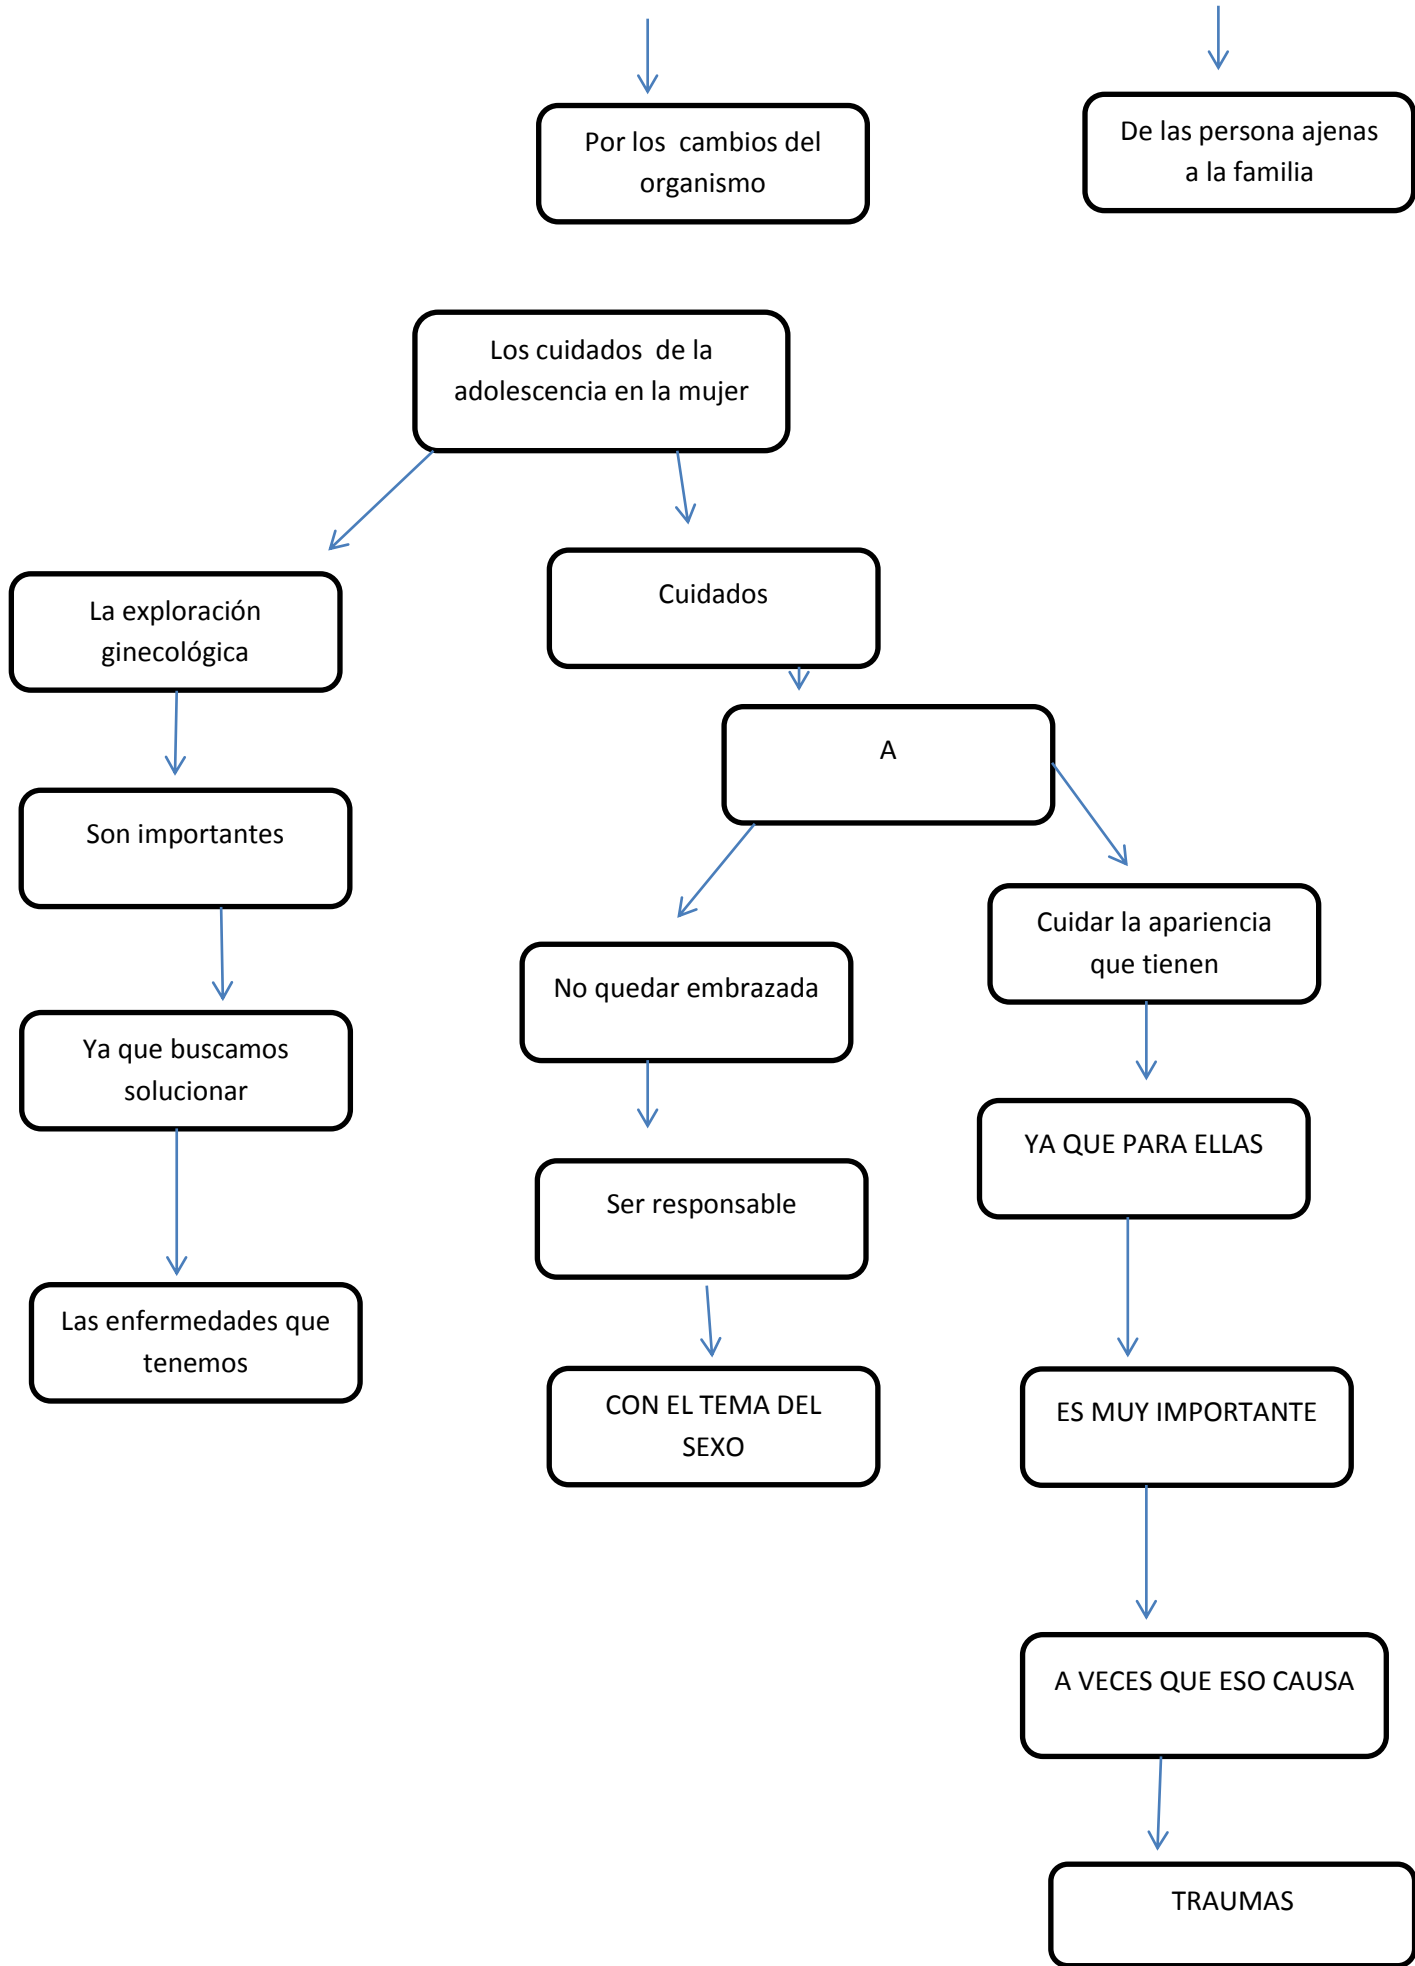 Por los cambios del
organismo
De las persona ajenas
a la familia
Los cuidados de la
adolescencia en la mujer
La exploración
ginecológica
Cuidados
A
Son importantes
No quedar embrazada
Cuidar la apariencia
que tienen
Ya que buscamos
solucionar
Ser responsable
YA QUE PARA ELLAS
Las enfermedades que
tenemos
CON EL TEMA DEL
SEXO
ES MUY IMPORTANTE
A VECES QUE ESO CAUSA
TRAUMAS